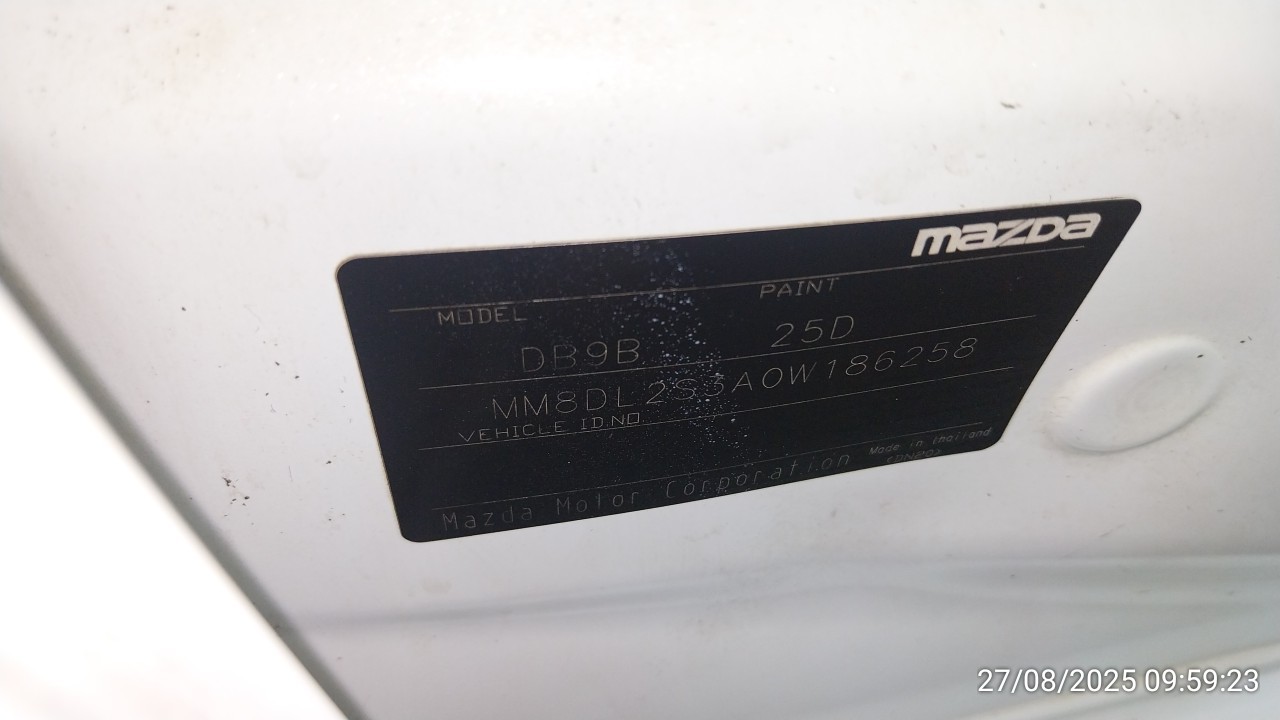 mazda
MODEL PAINT
DB9B 25D
MM8DL2S3A0W186258
VEHICLE ID.NO
Made in thailand
Mazda Motor Corporation
27/08/2025 09:59:23